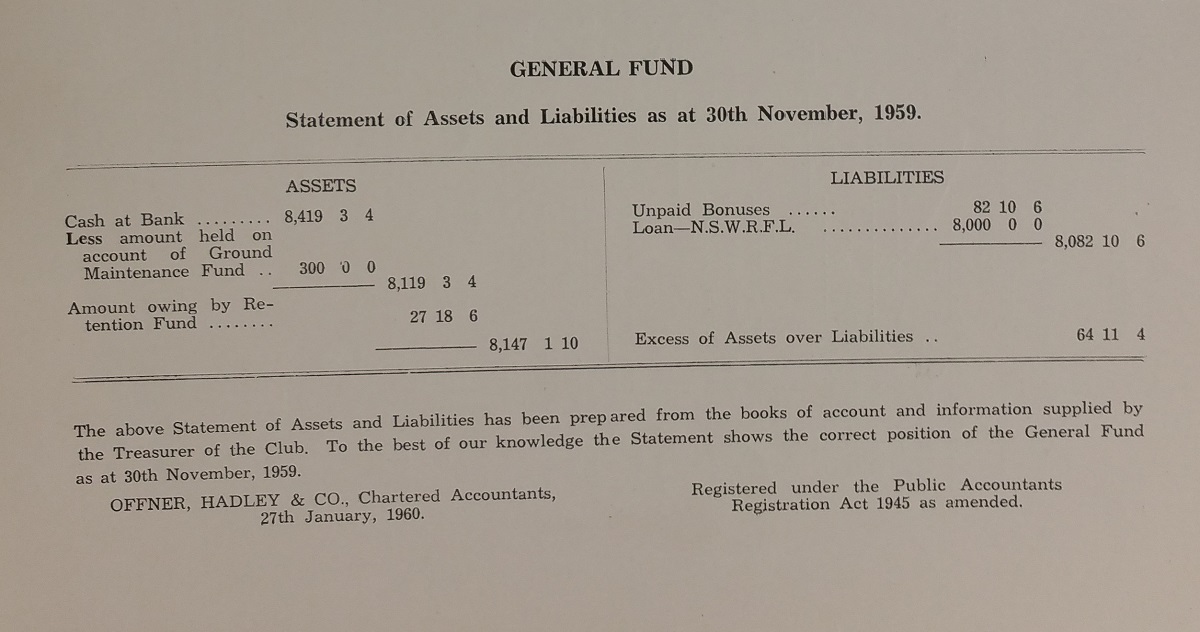 GENERAL FUND
Statement of Assets and Liabilities as at 30th November, 1959.
ASSETS
Cash at Bank ......... 8,419 3 4
Less amount held on
account of Ground
Maintenance Fund .. 300 0 0
8,119 3 4
Amount owing by Re-
tention Fund ........ 27 18 6
8,147 1 10
LIABILITIES
Unpaid Bonuses ...... 82 10 6
Loan—N.S.W.R.F.L. .............. 8,000 0 0
8,082 10 6
Excess of Assets over Liabilities .. 64 11 4
The above Statement of Assets and Liabilities has been prepared from the books of account and information supplied by
the Treasurer of the Club. To the best of our knowledge the Statement shows the correct position of the General Fund
as at 30th November, 1959.
OFFNER, HADLEY & CO., Chartered Accountants,
27th January, 1960.
Registered under the Public Accountants
Registration Act 1945 as amended.